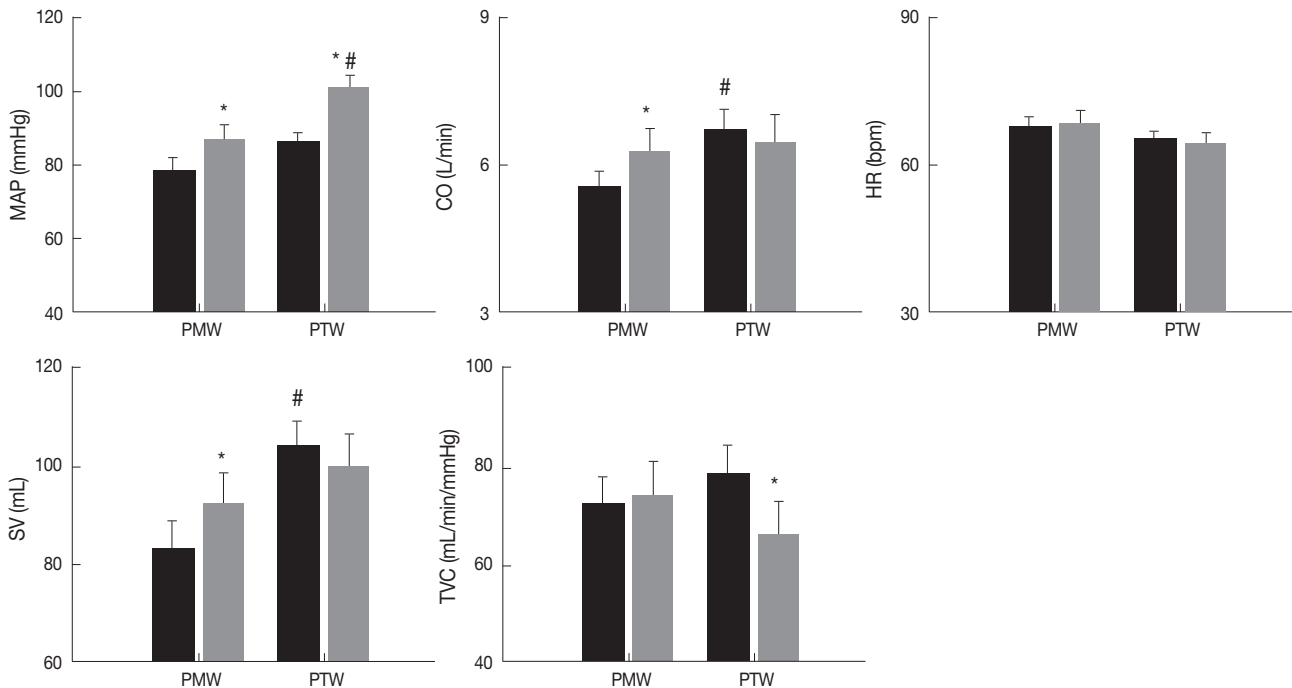 MAP (mmHg)
120
100
80
60
40
*
* #
PMW
PTW
CO (L/min)
9
6
3
*
#
PMW
PTW
HR (bpm)
90
60
30
PMW
PTW
SV (mL)
120
100
80
60
*
#
PMW
PTW
TVC (mL/min/mmHg)
100
80
60
40
*
PMW
PTW